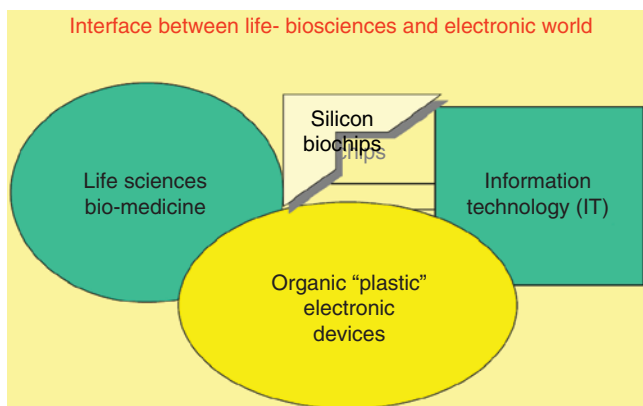 Interface between life- biosciences and electronic world
Silicon
biochips
chips
Life sciences
bio-medicine
Information
technology (IT)
Organic “plastic”
electronic
devices